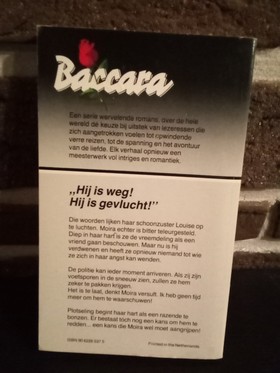 Baccara
Een serie wervelende romans, over de hele
wereld de keuze bij uitstek van lezeressen die
zich aangetrokken voelen tot opwindende
verre reizen, tot de spanning en het avontuur
van de liefde. Elk verhaal opnieuw een
meesterwerk vol intriges en romantiek.
„Hij is weg!
Hij is gevlucht!”
Die woorden lijken haar schoonzuster Louise op
te luchten. Moira echter is bitter teleurgesteld.
Diep in haar hart is ze de vreemdeling als een
vriend gaan beschouwen. Maar nu is hij
verdwenen en heeft ze opnieuw niemand tot wie
ze zich in haar angst kan wenden.
De politie kan ieder moment arriveren. Als zij zijn
voetsporen in de sneeuw zien, zullen ze hem
zeker te pakken krijgen.
Het is te laat, denkt Moira versuft. Ik heb geen tijd
meer om hem te waarschuwen!
Plotseling begint haar hart als een razende te
bonzen. Er bestaat tóch nog een kans om hem te
redden... een kans die Moira wel moet aangrijpen!
Printed in the Netherlands